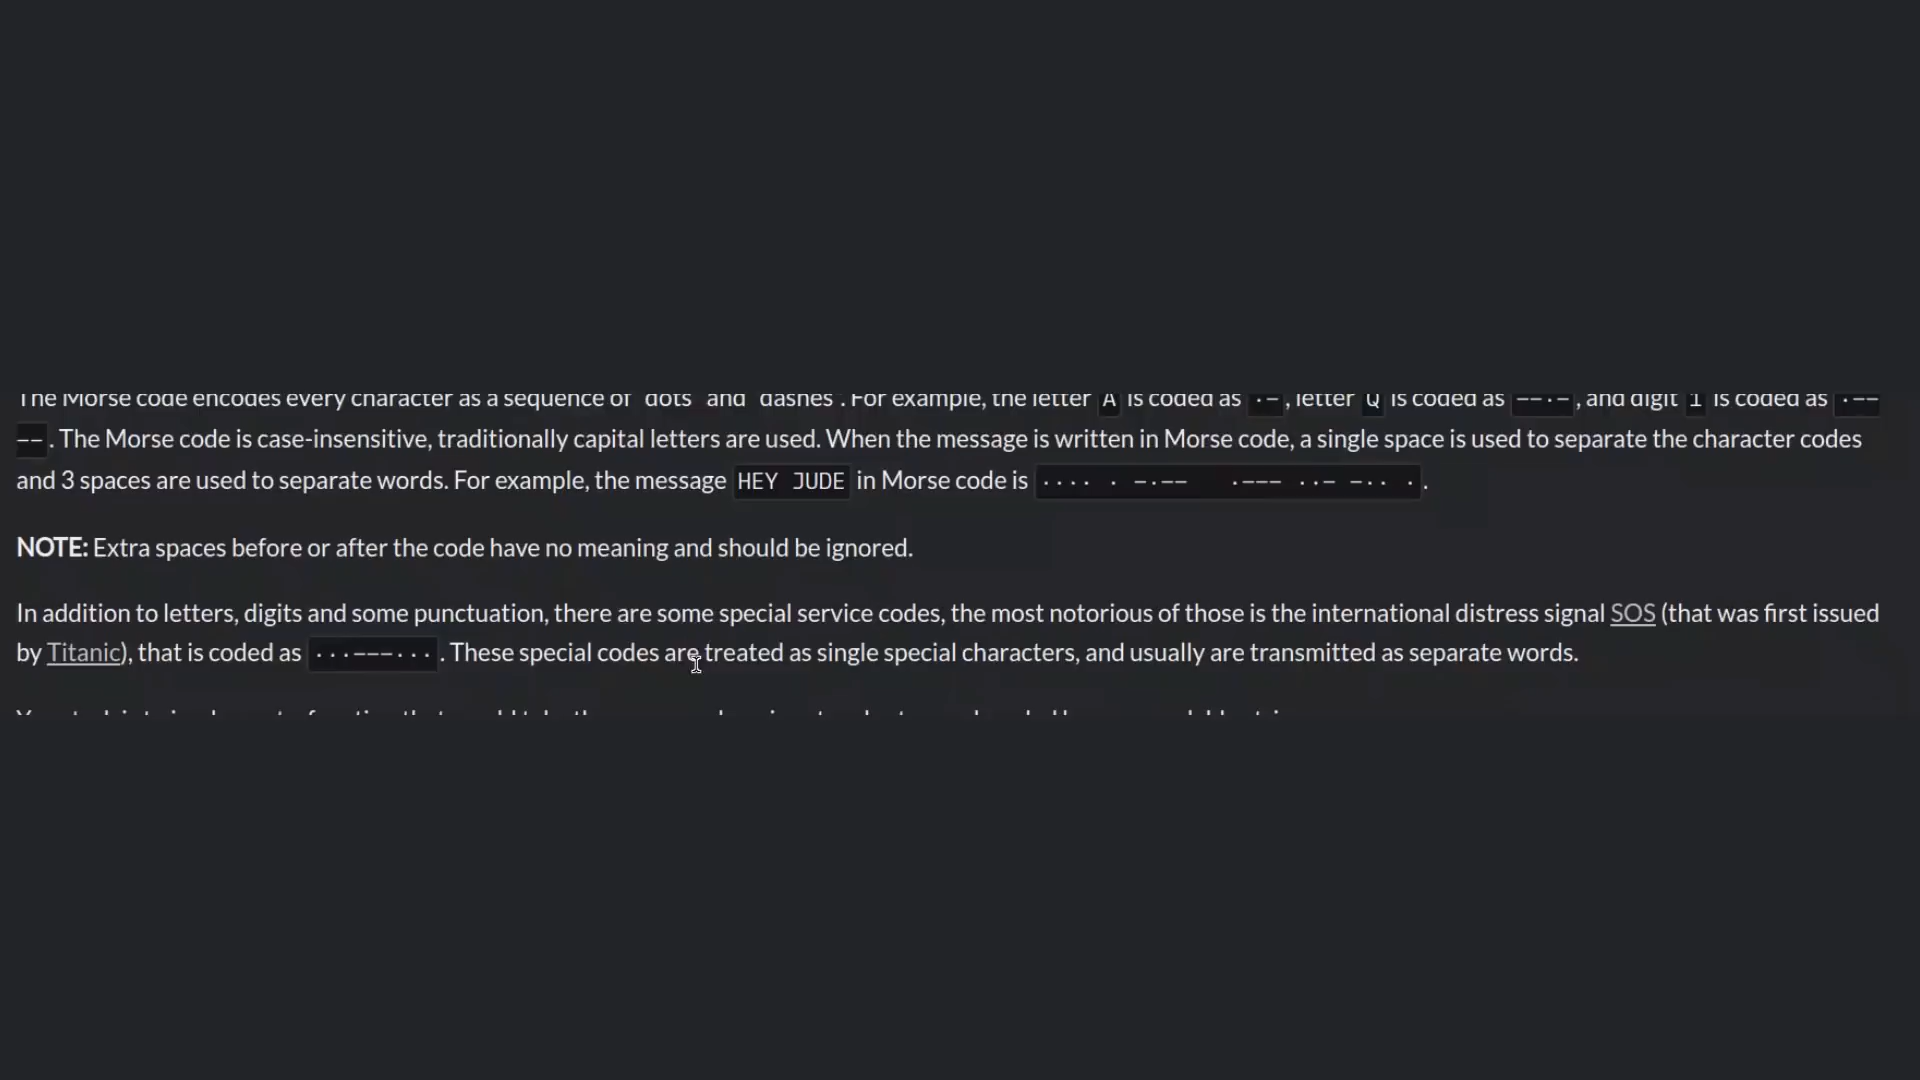 The Morse code encodes every character as a sequence of "dots" and "dashes". For example, the letter A is coded as ·−, letter Q is coded as −−·−, and digit 1 is coded as ·−−
−−. The Morse code is case-insensitive, traditionally capital letters are used. When the message is written in Morse code, a single space is used to separate the character codes
and 3 spaces are used to separate words. For example, the message HEY JUDE in Morse code is ···· · −·−−   ·−−− ··− −·· ·.
NOTE: Extra spaces before or after the code have no meaning and should be ignored.
In addition to letters, digits and some punctuation, there are some special service codes, the most notorious of those is the international distress signal SOS (that was first issued
by Titanic), that is coded as ···−−−···. These special codes are treated as single special characters, and usually are transmitted as separate words.